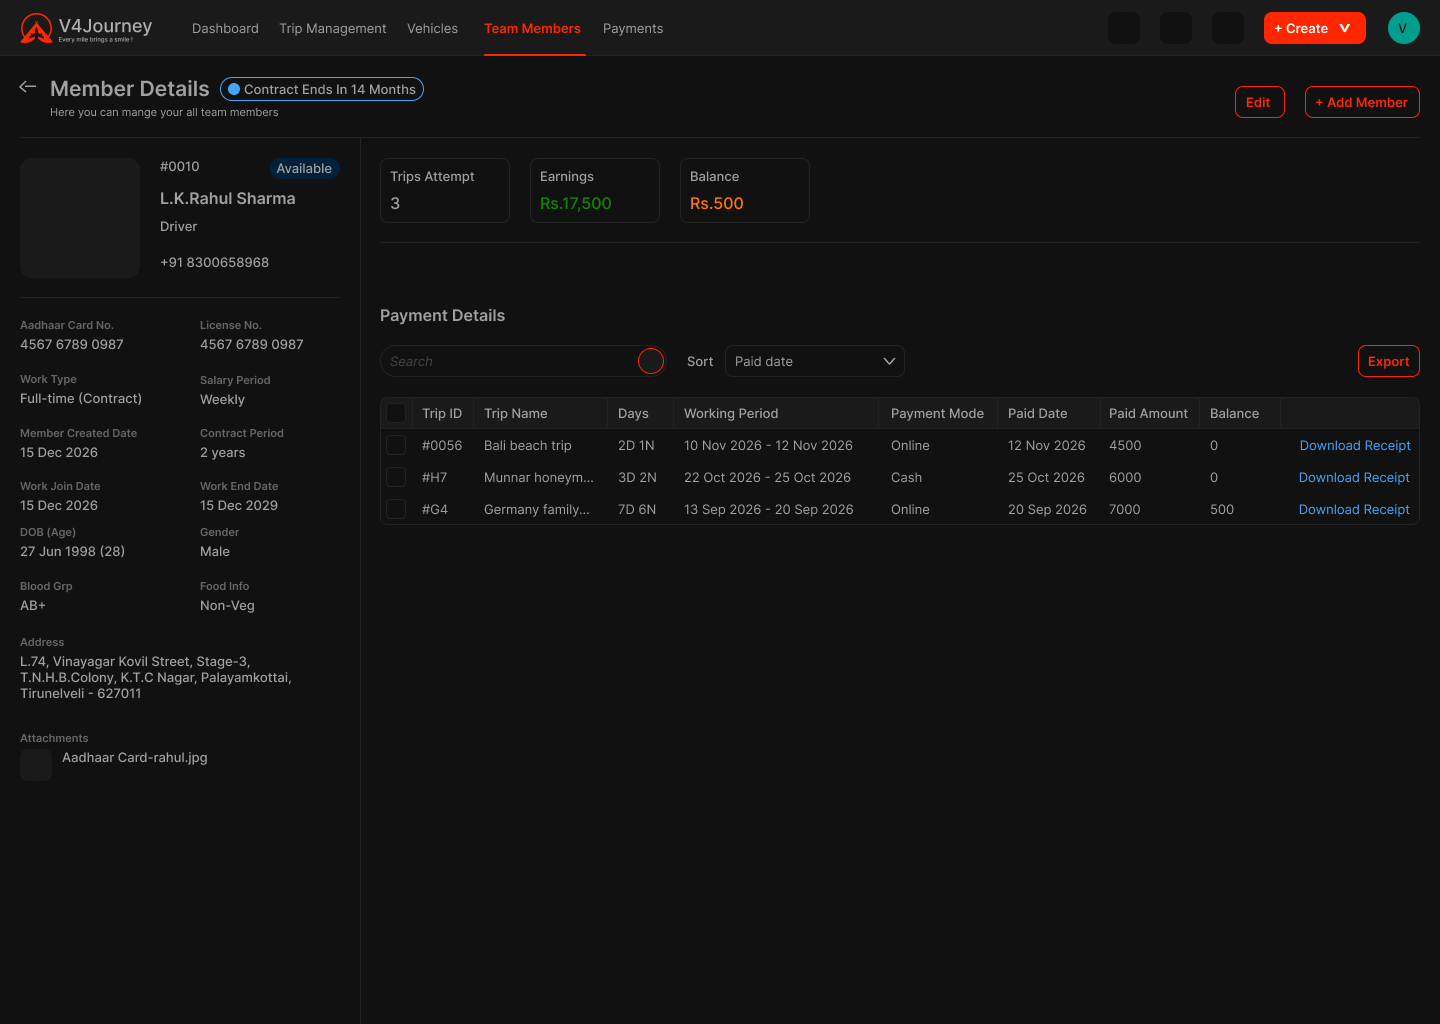 V4Journey
Every mile brings a smile !
Dashboard
Trip Management
Vehicles
Team Members
Payments
+ Create
V
Member Details
Contract Ends In 14 Months
Here you can mange your all team members
Edit
+ Add Member
#0010
Available
L.K.Rahul Sharma
Driver
+91 8300658968
Aadhaar Card No.
License No.
4567 6789 0987
4567 6789 0987
Work Type
Salary Period
Full-time (Contract)
Weekly
Member Created Date
Contract Period
15 Dec 2026
2 years
Work Join Date
Work End Date
15 Dec 2026
15 Dec 2029
DOB (Age)
Gender
27 Jun 1998 (28)
Male
Blood Grp
Food Info
AB+
Non-Veg
Address
L.74, Vinayagar Kovil Street, Stage-3,
T.N.H.B.Colony, K.T.C Nagar, Palayamkottai,
Tirunelveli - 627011
Attachments
Aadhaar Card-rahul.jpg
Trips Attempt
3
Earnings
Rs.17,500
Balance
Rs.500
Payment Details
Search
Sort
Paid date
Export
Trip ID Trip Name Days Working Period Payment Mode Paid Date Paid Amount Balance
#0056 Bali beach trip 2D 1N 10 Nov 2026 - 12 Nov 2026 Online 12 Nov 2026 4500 0 Download Receipt
#H7 Munnar honeym... 3D 2N 22 Oct 2026 - 25 Oct 2026 Cash 25 Oct 2026 6000 0 Download Receipt
#G4 Germany family... 7D 6N 13 Sep 2026 - 20 Sep 2026 Online 20 Sep 2026 7000 500 Download Receipt